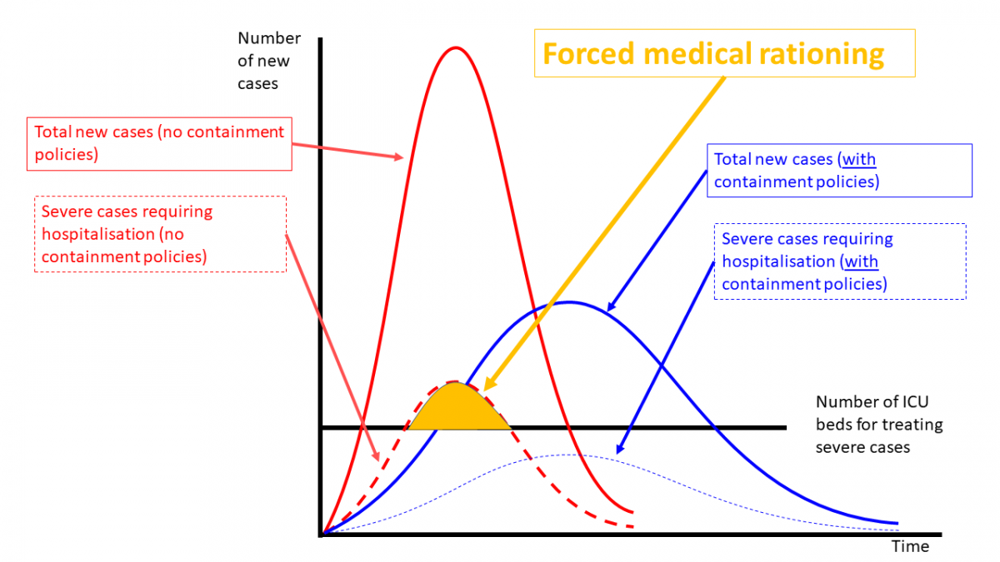 Number
of new
cases
Forced medical rationing
Total new cases (no containment
policies)
Total new cases (with
containment policies)
Severe cases requiring
hospitalisation (no
containment policies)
Severe cases requiring
hospitalisation (with
containment policies)
Number of ICU
beds for treating
severe cases
Time